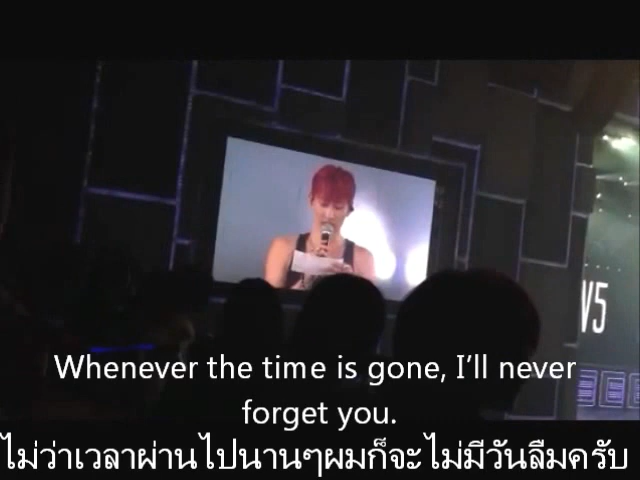 V5
Whenever the time is gone, I'll never
forget you.
ไม่ว่าเวลาผ่านไปนานๆผมก็จะไม่มีวันลืมครับ